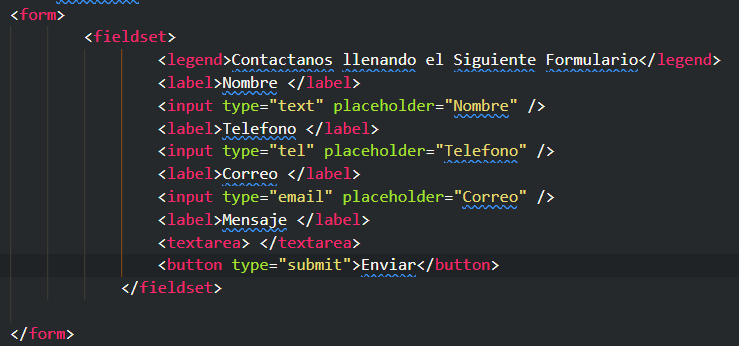 <form>
<fieldset>
<legend>Contactanos llenando el Siguiente Formulario</legend>
<label>Nombre </label>
<input type="text" placeholder="Nombre" />
<label>Telefono </label>
<input type="tel" placeholder="Telefono" />
<label>Correo </label>
<input type="email" placeholder="Correo" />
<label>Mensaje </label>
<textarea> </textarea>
<button type="submit">Enviar</button>
</fieldset>
</form>